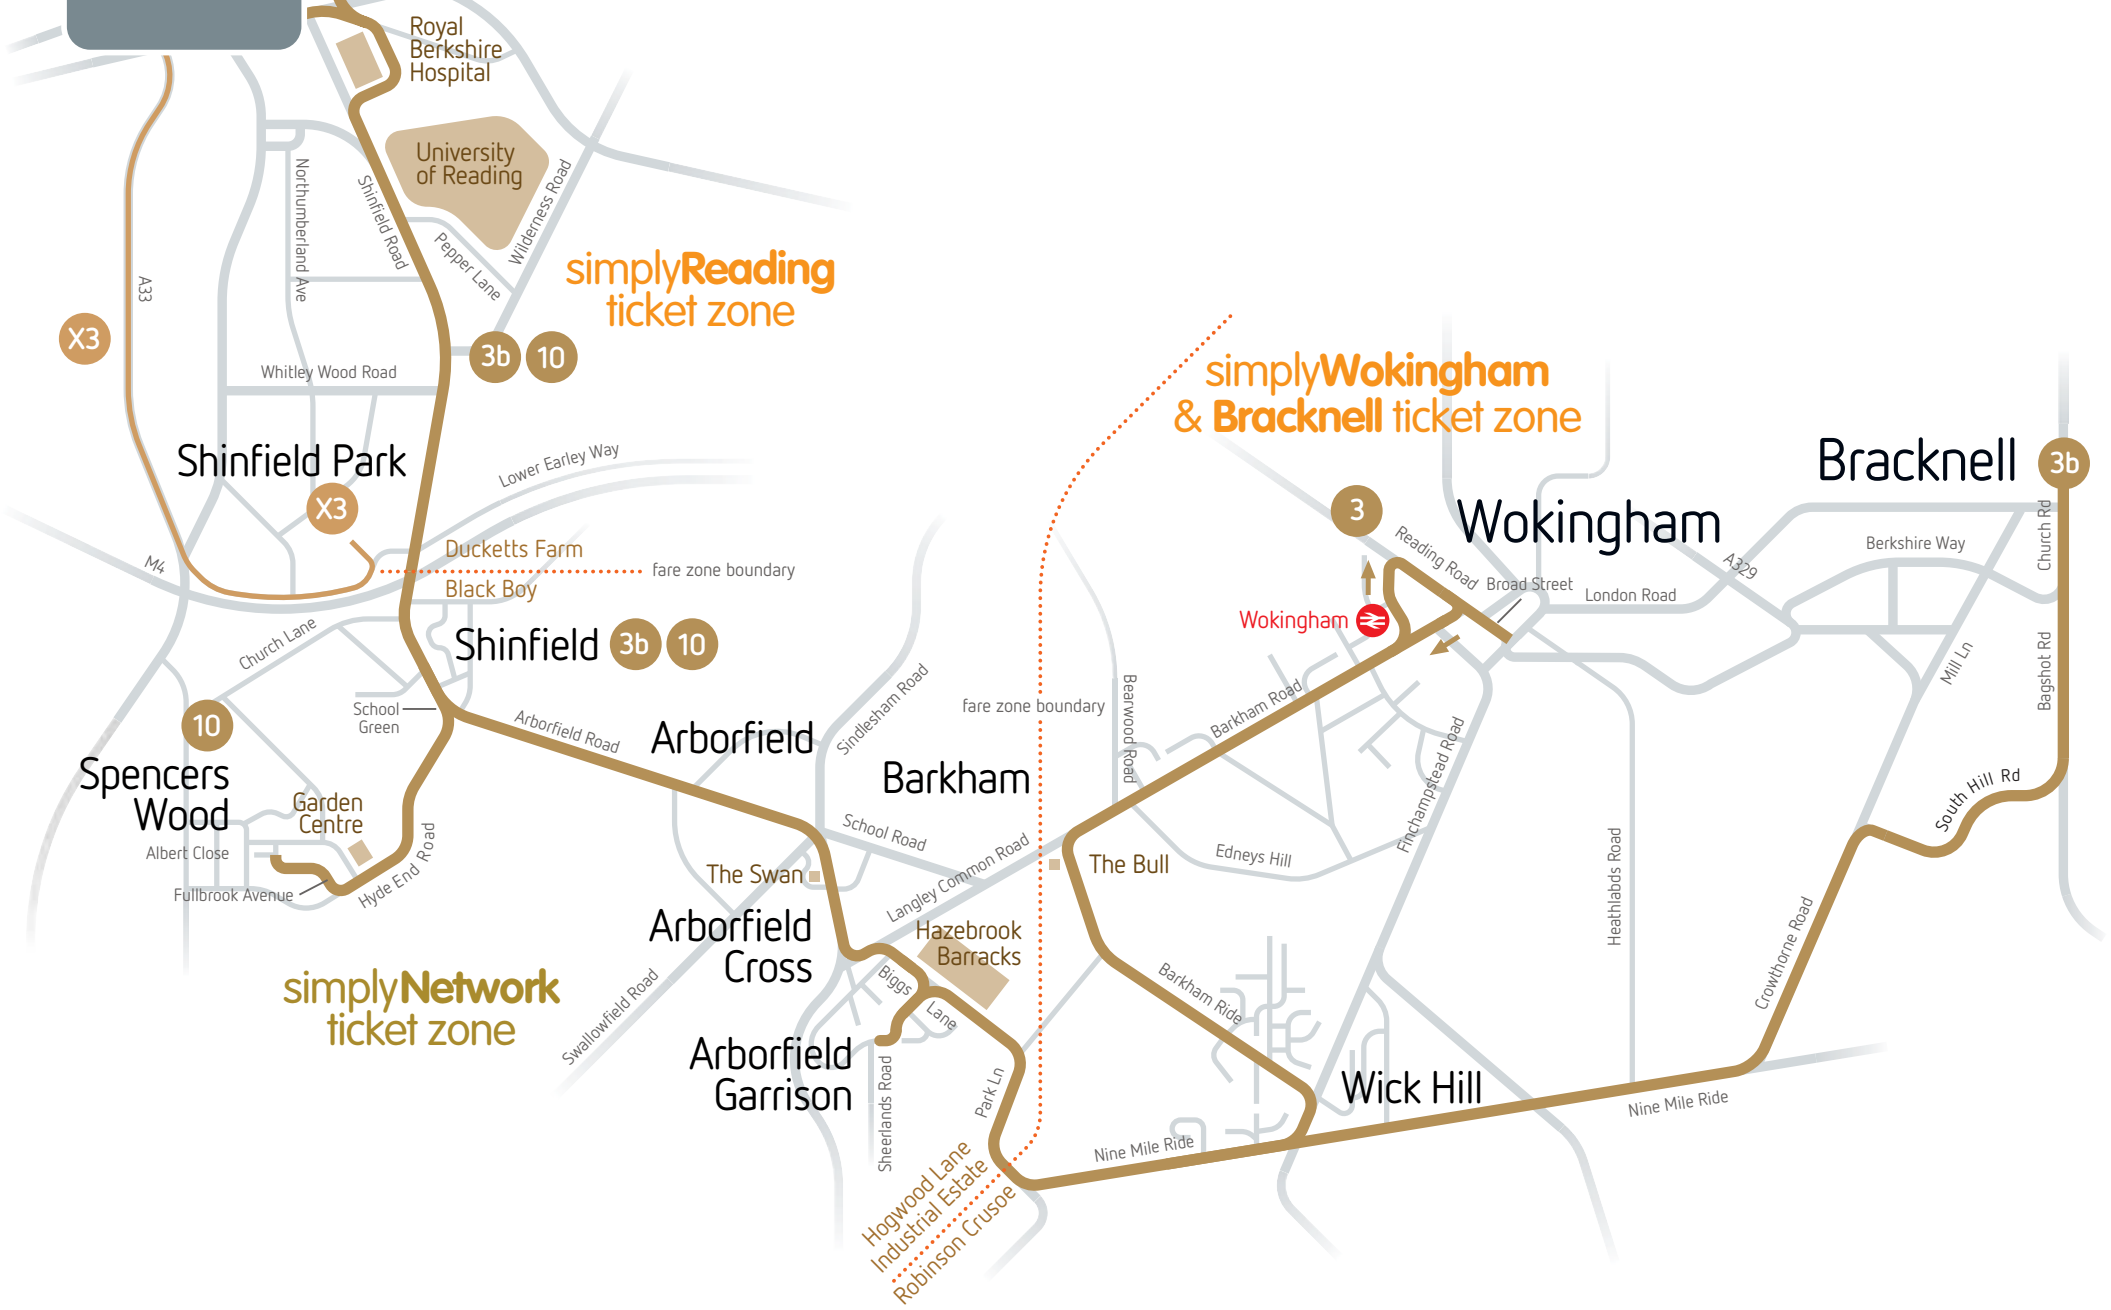 Royal
Berkshire
Hospital
University
of Reading
Northumberland Ave
Shinfield Road
Pepper Lane
Wilderness Road
simplyReading
ticket zone
A33
X3
3b
10
Whitley Wood Road
simplyWokingham
& Bracknell ticket zone
Shinfield Park
X3
Lower Earley Way
Bracknell
3b
3
Wokingham
Reading Road
Church Rd
Berkshire Way
A329
M4
Ducketts Farm
fare zone boundary
Black Boy
Broad Street
London Road
Wokingham
Church Lane
Shinfield
3b
10
Mill Ln
Bagshot Rd
School
Green
Arborfield Road
Arborfield
Sindlesham Road
fare zone boundary
Bearwood Road
Barkham Road
Finchampstead Road
10
Spencers
Wood
Garden
Centre
Albert Close
Fullbrook Avenue
Hyde End Road
Barkham
South Hill Rd
School Road
Langley Common Road
The Swan
The Bull
Edneys Hill
Heathlabds Road
Crowthorne Road
Arborfield
Cross
Hazebrook
Barracks
Biggs
Lane
Barkham Ride
simplyNetwork
ticket zone
Swallowfield Road
Arborfield
Garrison
Sheerlands Road
Park Ln
Wick Hill
Nine Mile Ride
Nine Mile Ride
Hogwood Lane
Industrial Estate
Robinson Crusoe